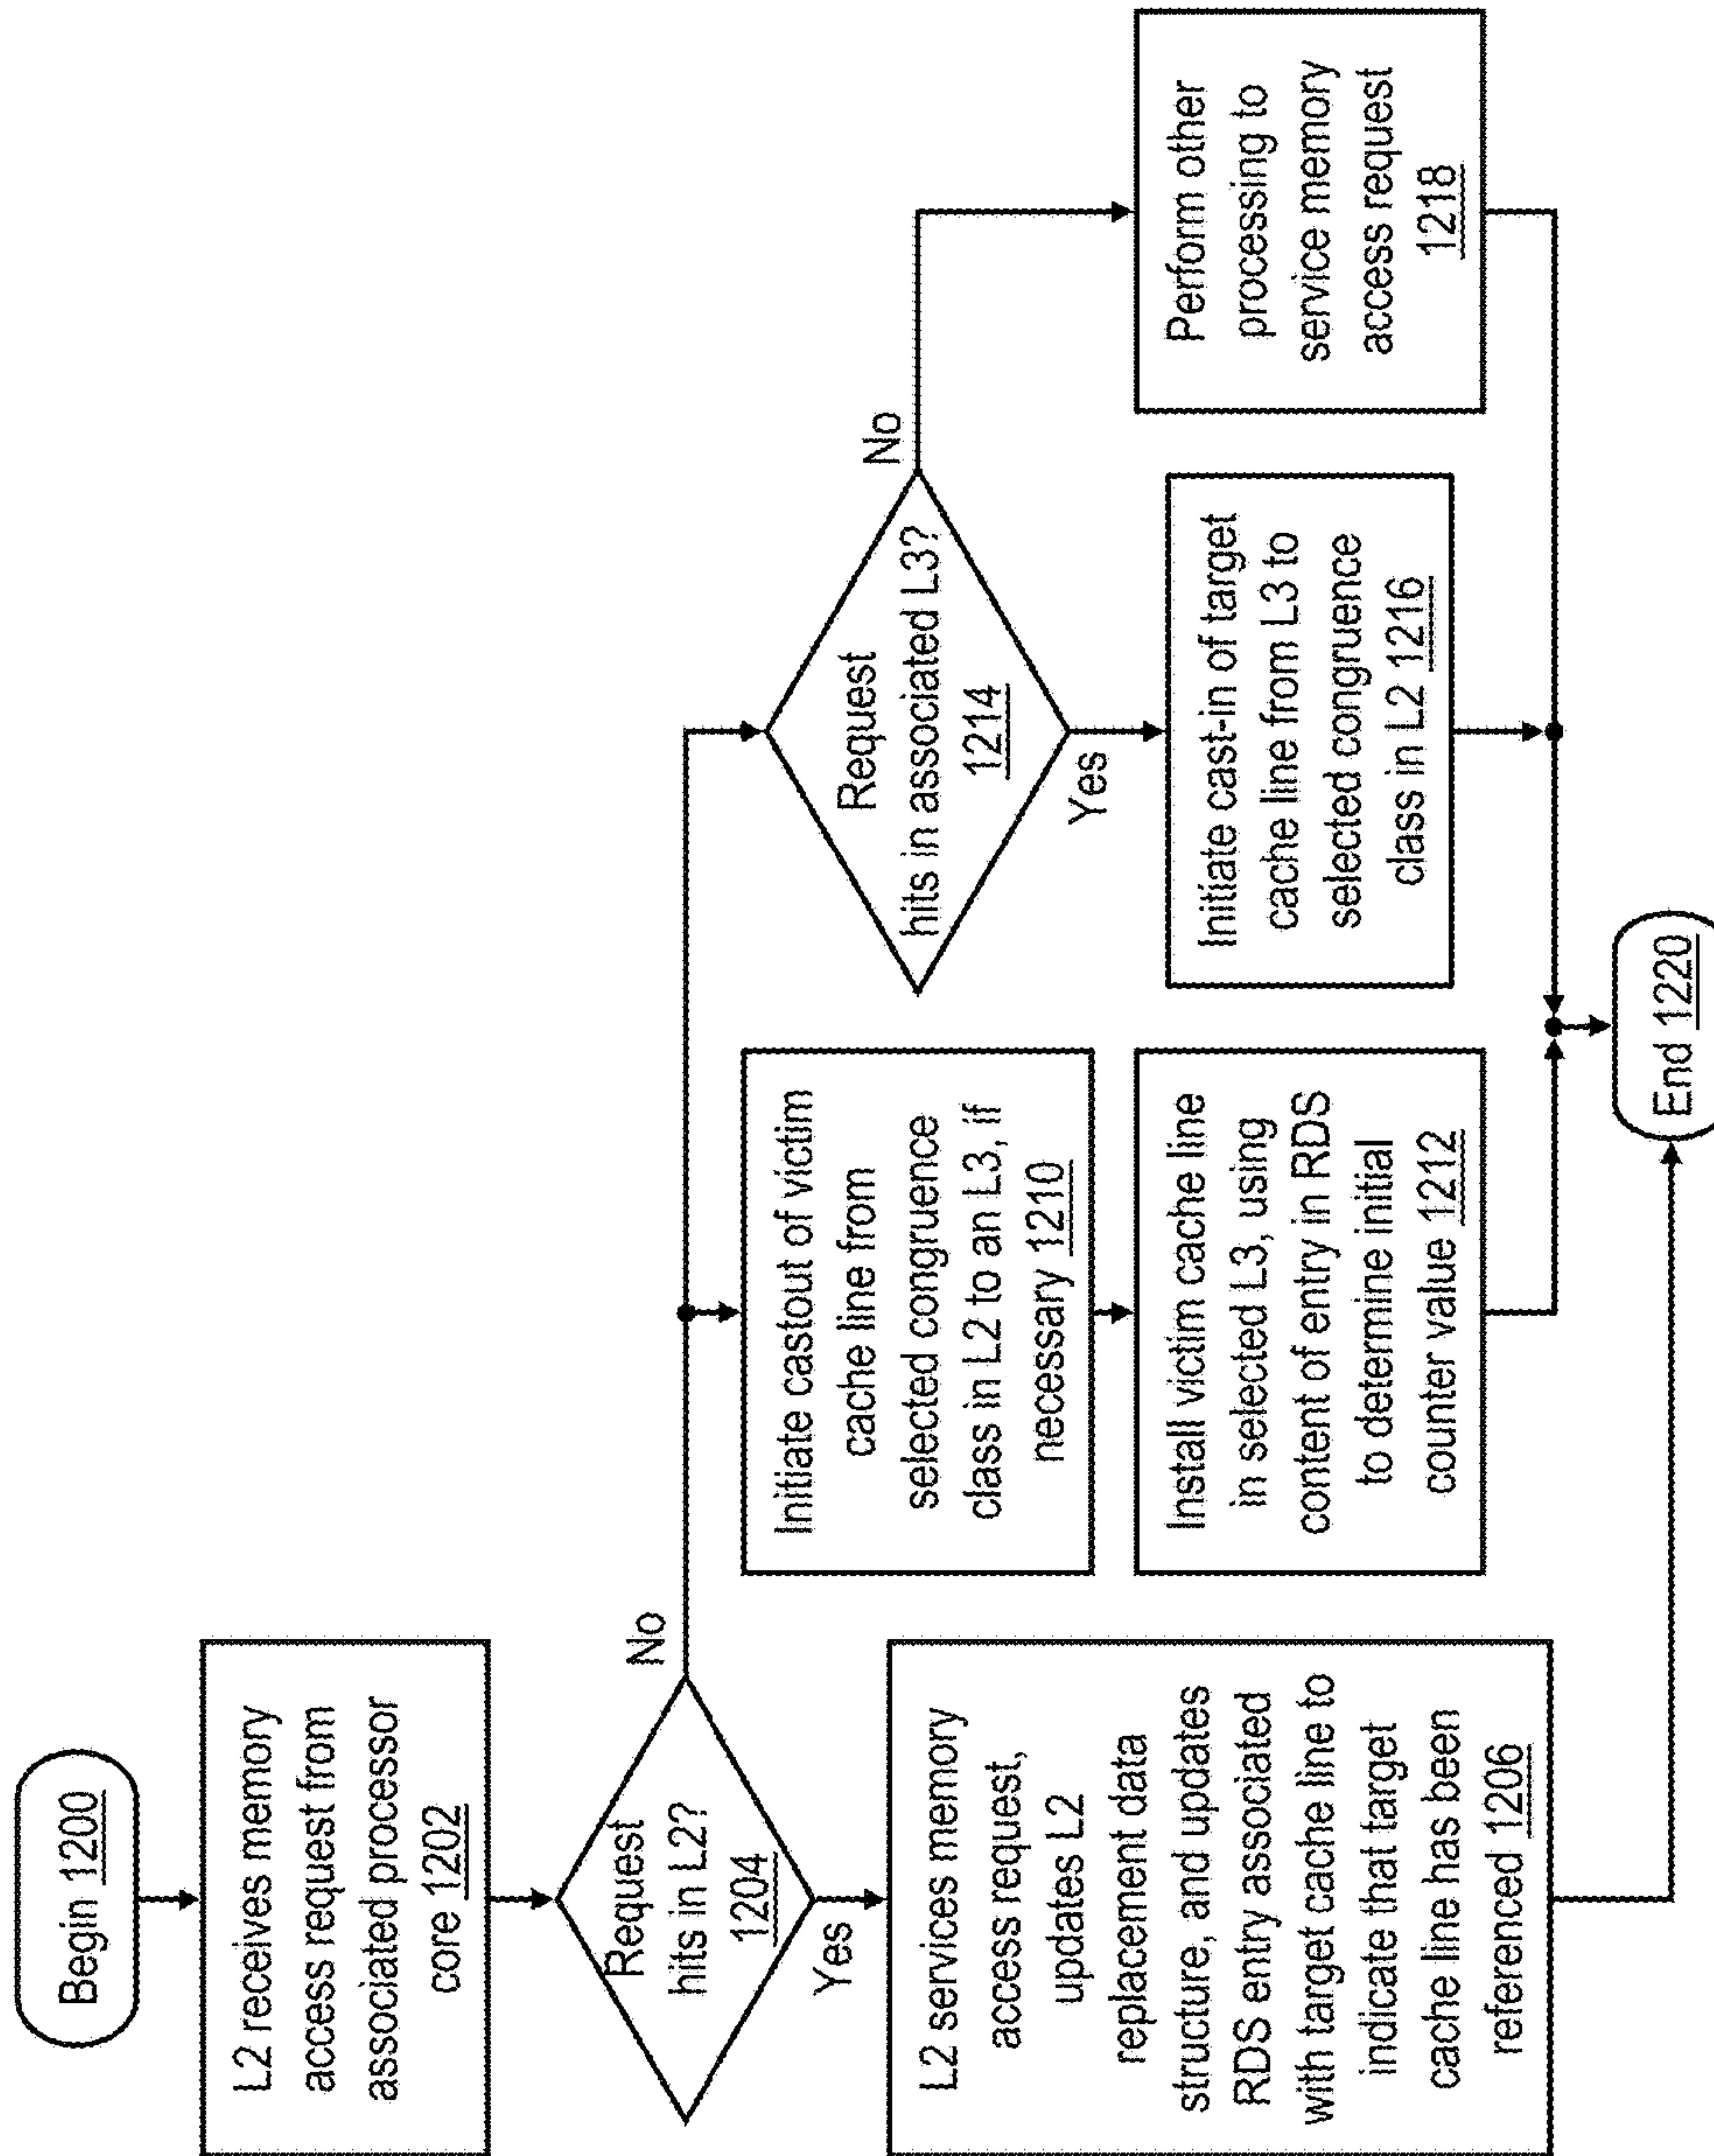 Begin 1200
L2 receives memory
access request from
associated processor
core 1202
Request
hits in L2?
1204
No
Yes
L2 services memory
access request,
updates L2
replacement data
structure, and updates
RDS entry associated
with target cache line to
indicate that target
cache line has been
referenced 1206
Initiate castout of victim
cache line from
selected congruence
class in L2 to an L3, if
necessary 1210
Install victim cache line
in selected L3, using
content of entry in RDS
to determine initial
counter value 1212
Request
hits in associated L3?
1214
No
Yes
Initiate cast-in of target
cache line from L3 to
selected congruence
class in L2 1216
Perform other
processing to
service memory
access request
1218
End 1220